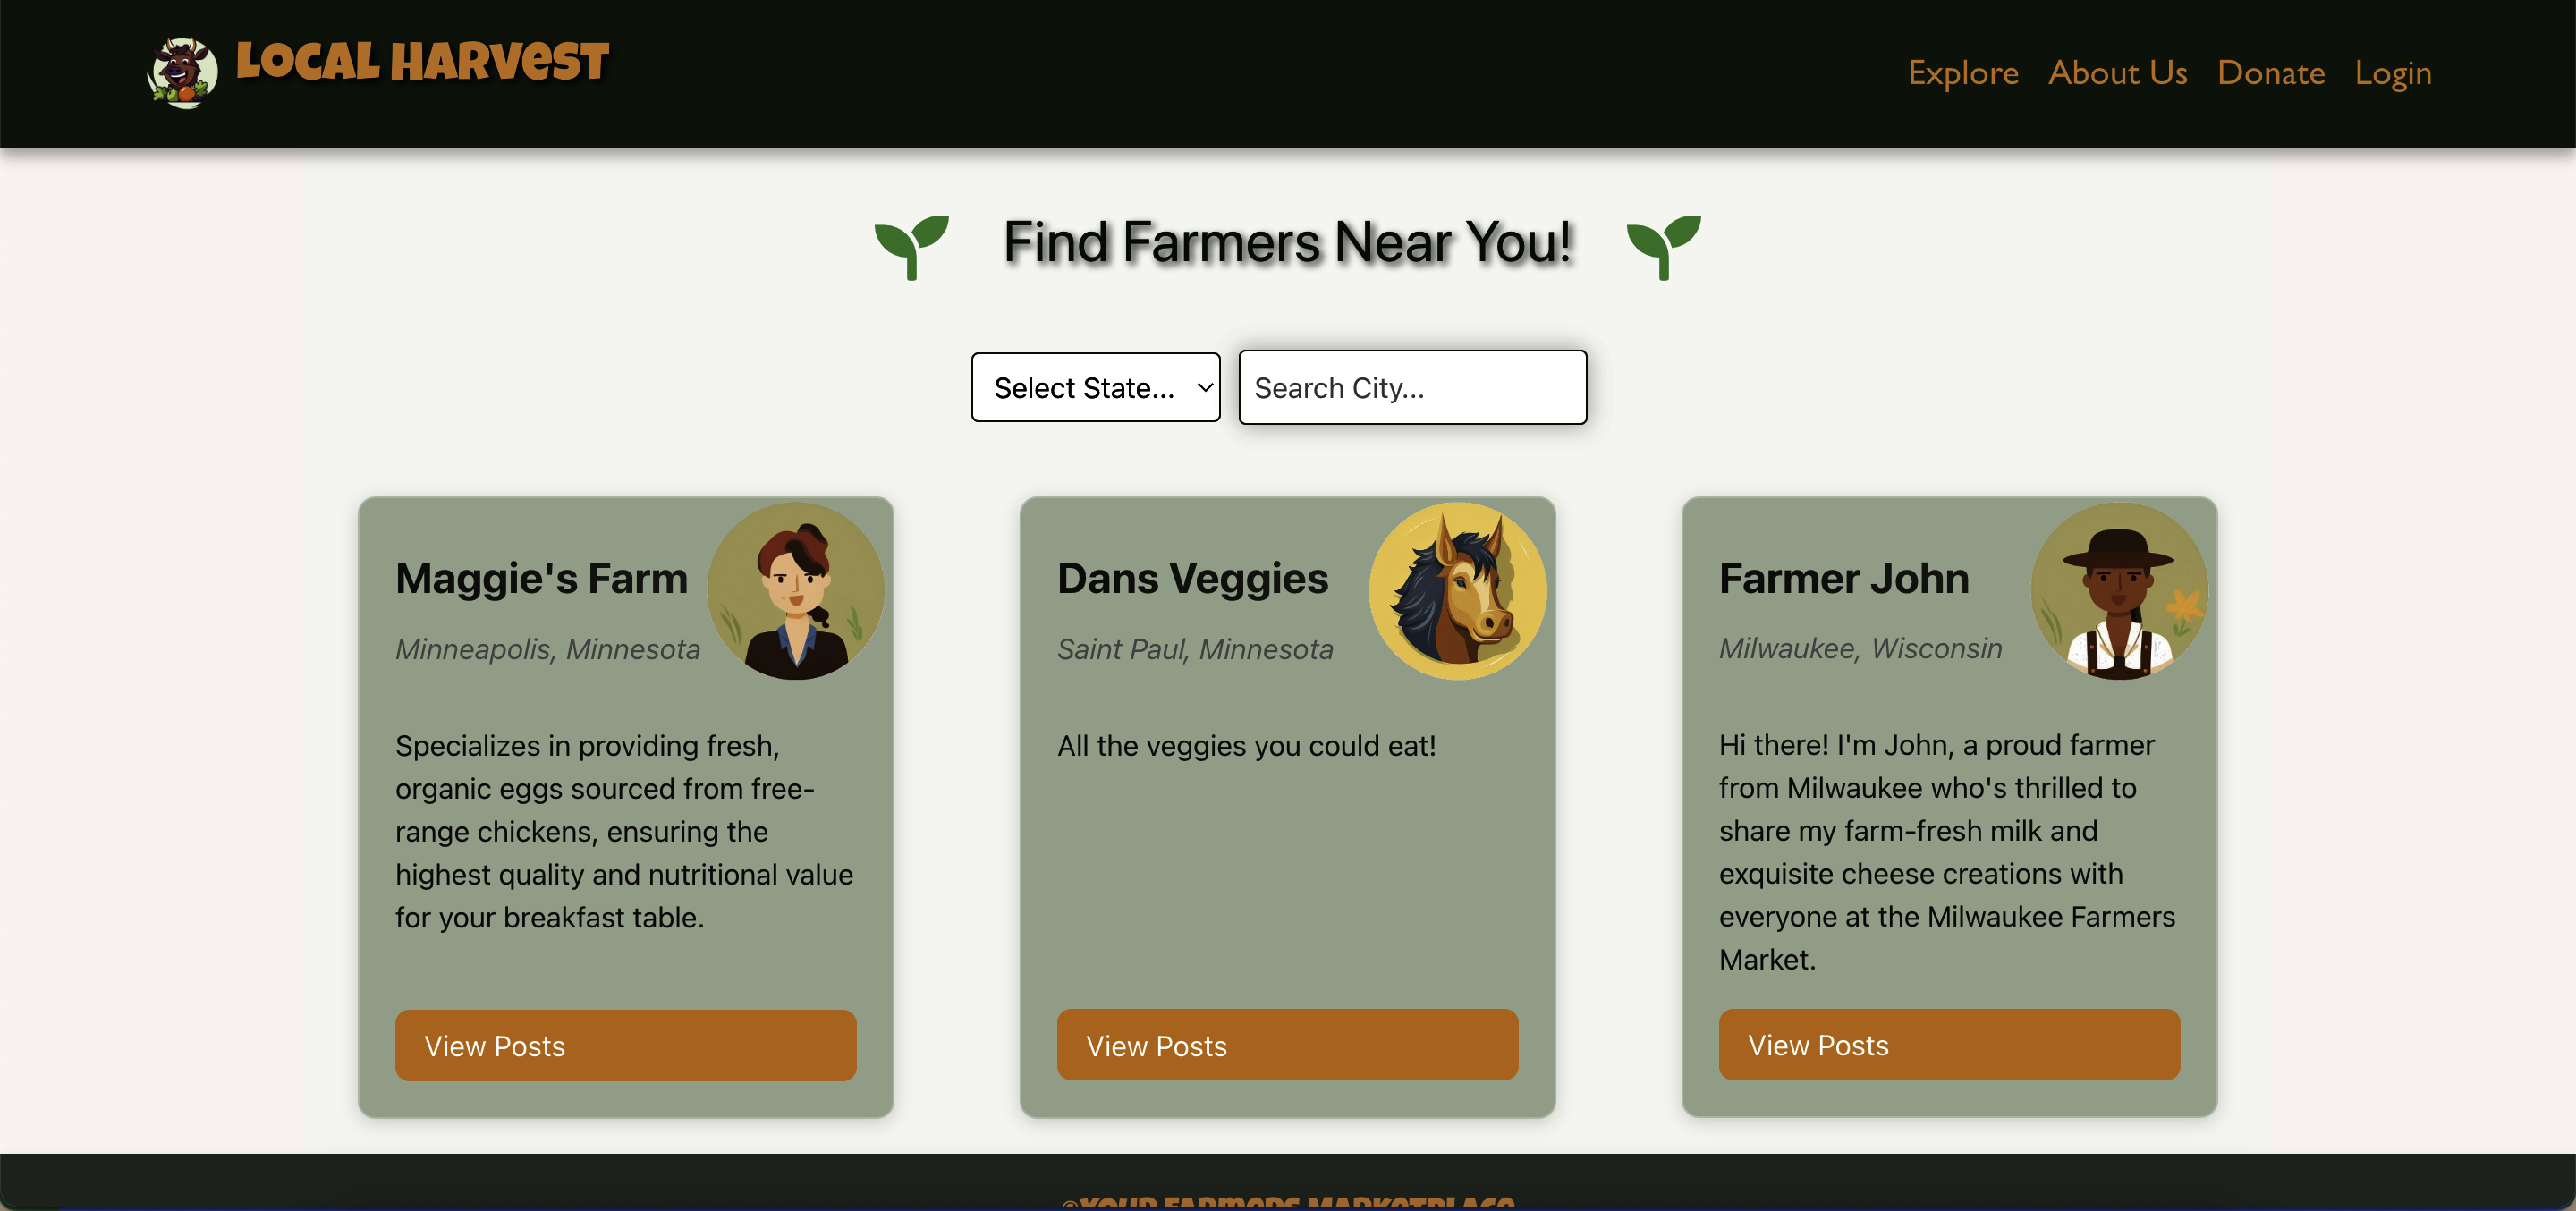 LOCAL HARVEST
Explore About Us Donate Login
Find Farmers Near You!
Select State...
Search City...
Maggie's Farm
Minneapolis, Minnesota
Specializes in providing fresh,
organic eggs sourced from free-
range chickens, ensuring the
highest quality and nutritional value
for your breakfast table.
View Posts
Dans Veggies
Saint Paul, Minnesota
All the veggies you could eat!
View Posts
Farmer John
Milwaukee, Wisconsin
Hi there! I'm John, a proud farmer
from Milwaukee who's thrilled to
share my farm-fresh milk and
exquisite cheese creations with
everyone at the Milwaukee Farmers
Market.
View Posts
©YOUR FARMERS MARKETPLACE